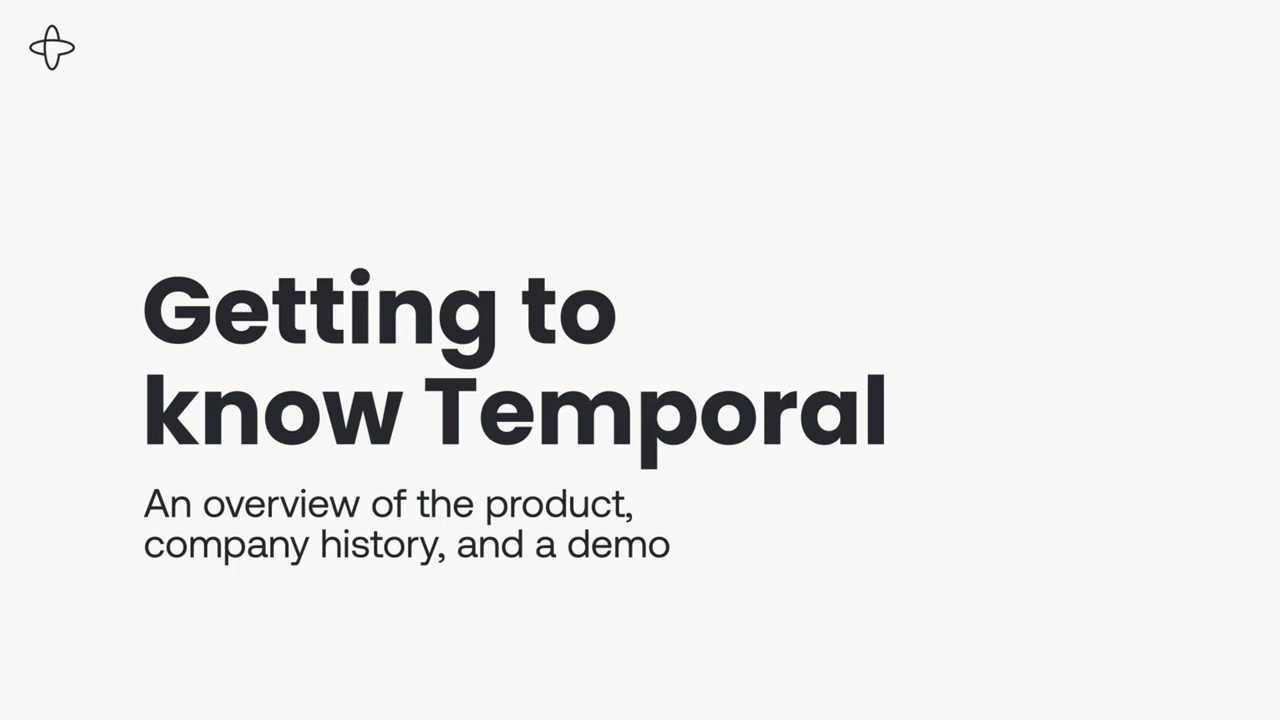 Getting to
know Temporal
An overview of the product,
company history, and a demo